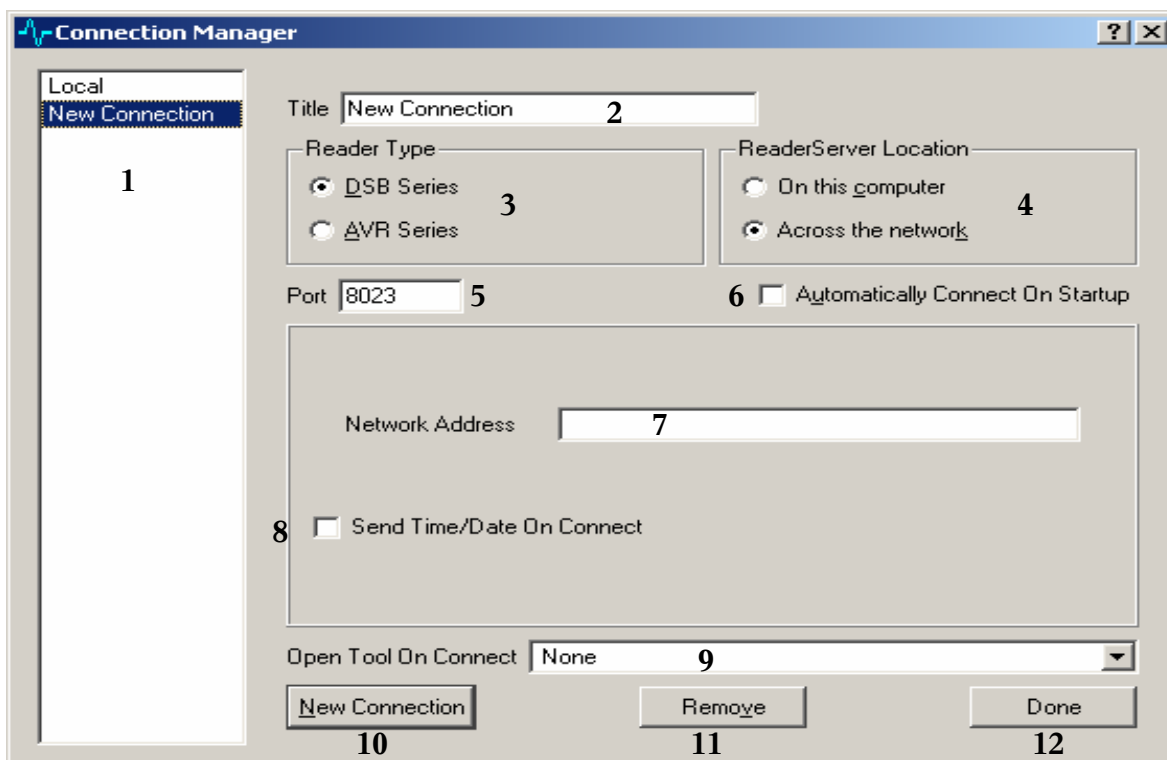 Connection Manager
Local
New Connection
1
Title New Connection 2
Reader Type
DSB Series
AVR Series
3
ReaderServer Location
On this computer
Across the network
4
Port 8023 5
6 Automatically Connect On Startup
Network Address 7
8 Send Time/Date On Connect
Open Tool On Connect None 9
New Connection Remove Done
10 11 12